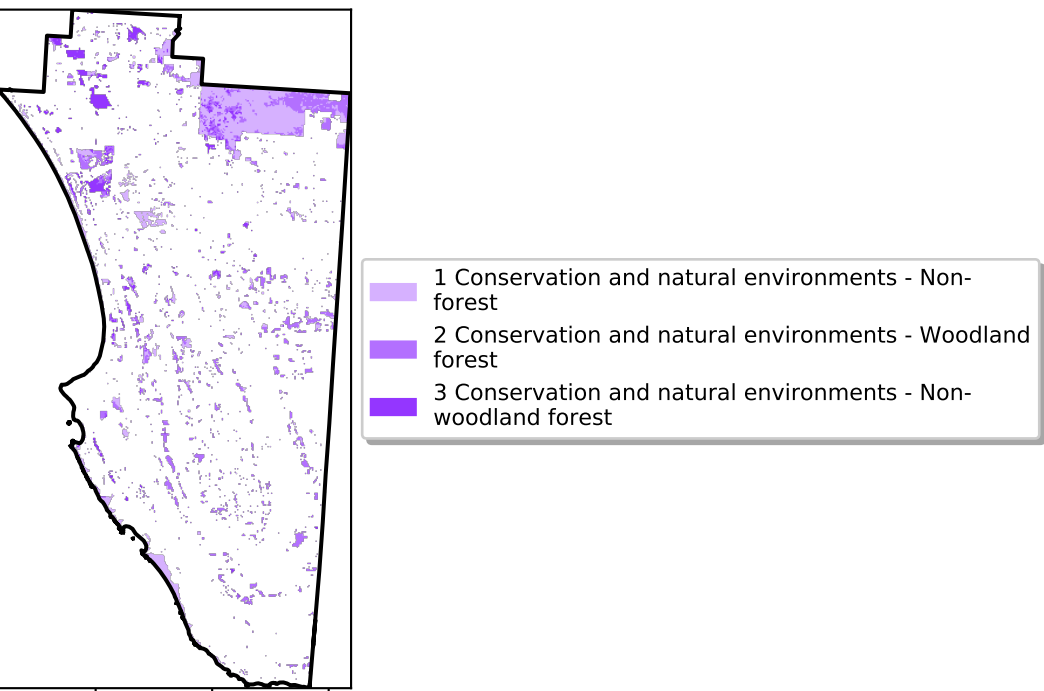 1 Conservation and natural environments - Non-
forest
2 Conservation and natural environments - Woodland
forest
3 Conservation and natural environments - Non-
woodland forest